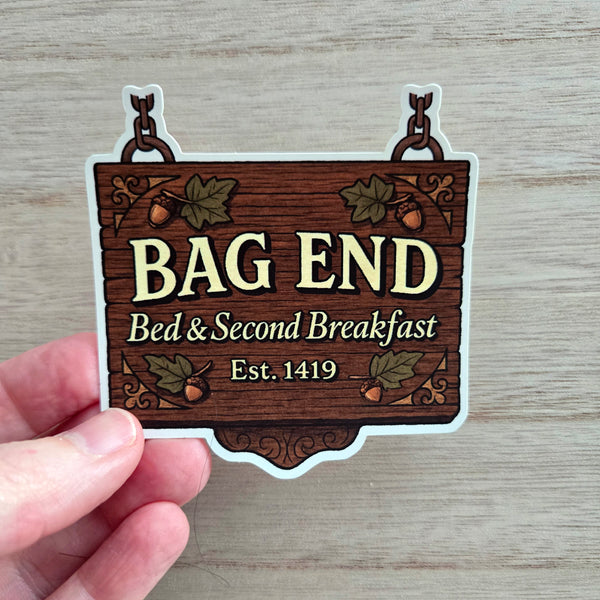 BAG END
Bed & Second Breakfast
Est. 1419